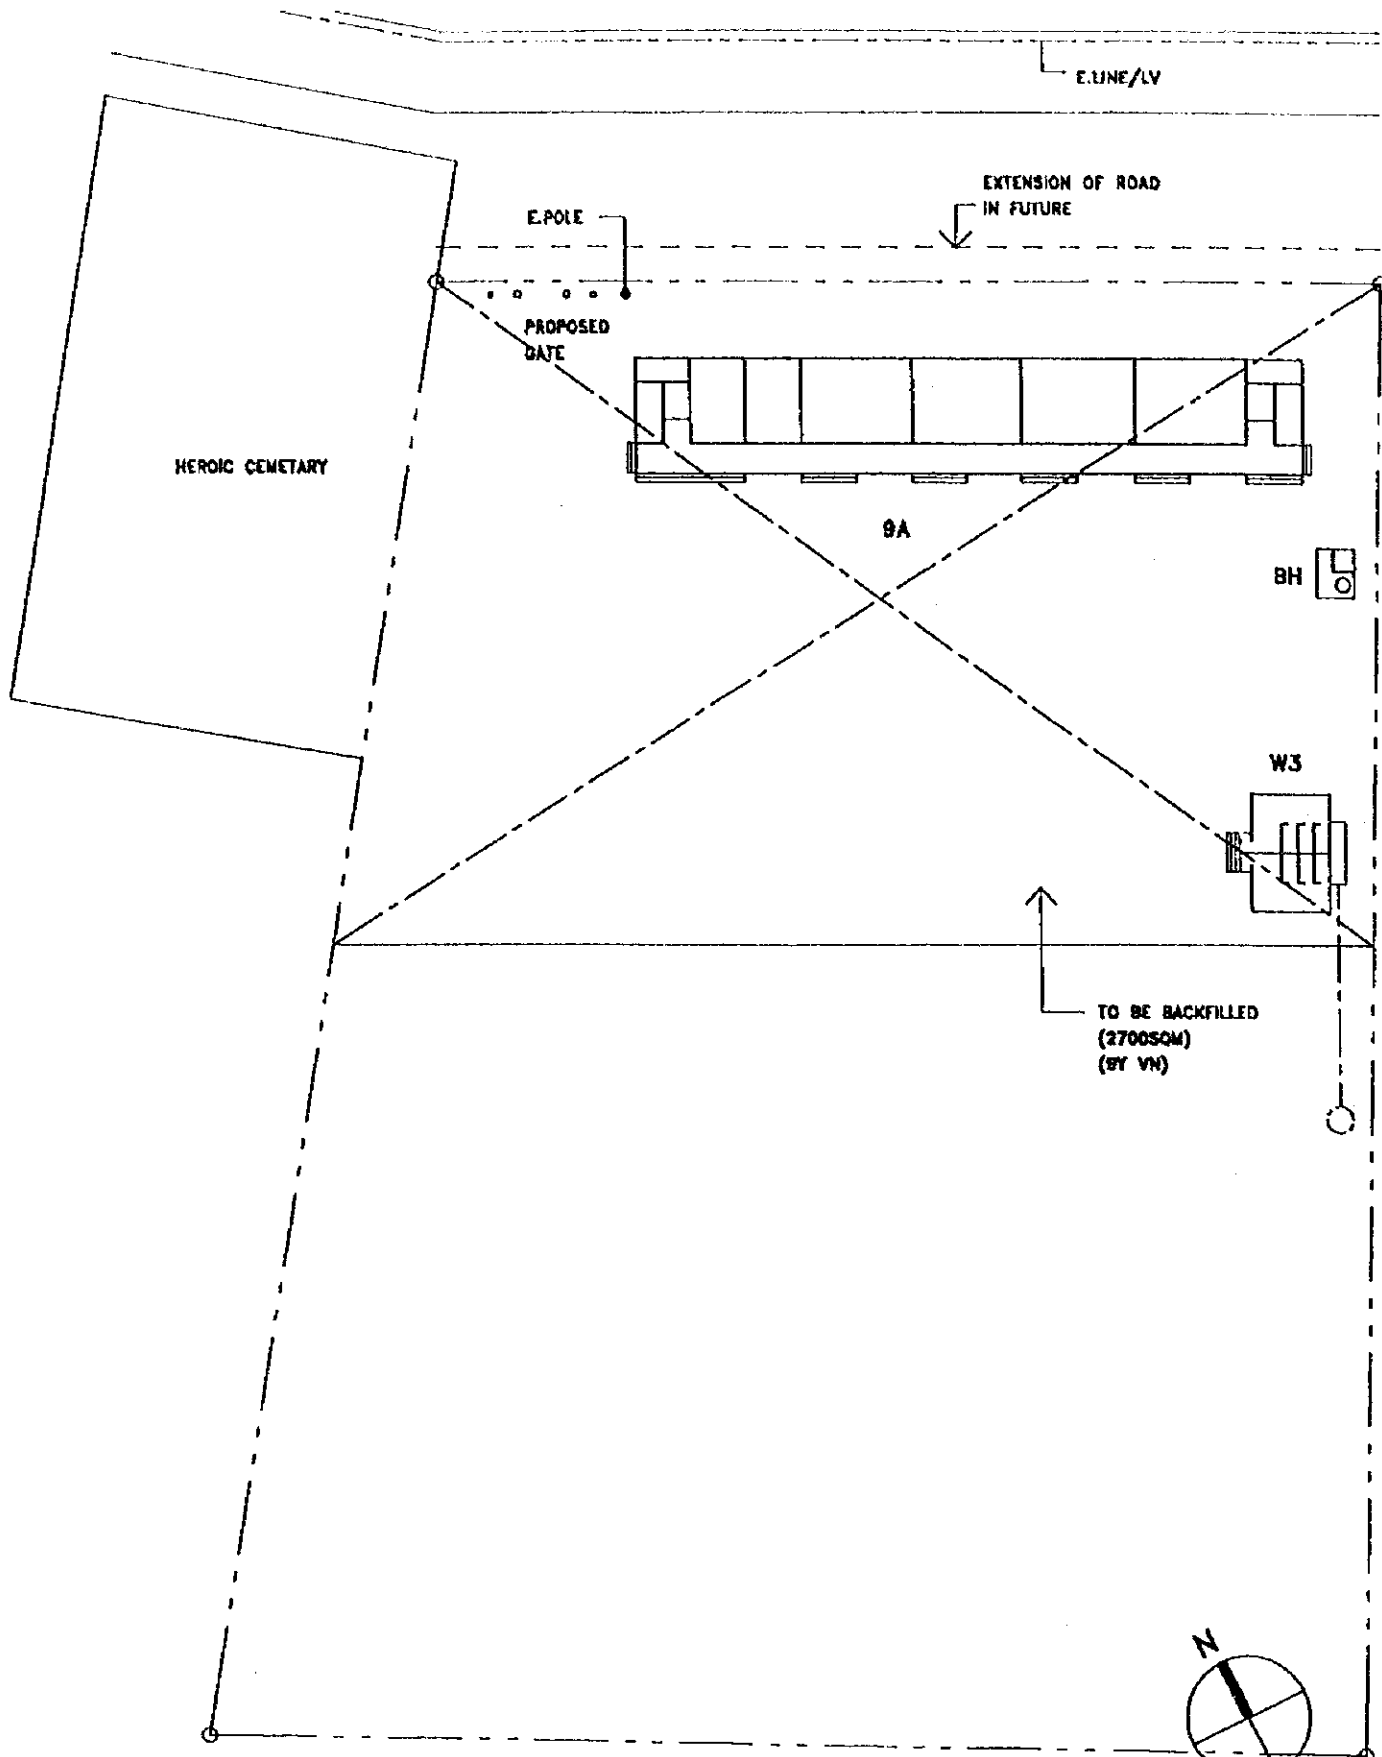 E.LINE/LV
EXTENSION OF ROAD
IN FUTURE
E.POLE
PROPOSED
GATE
HEROIC CEMETARY
9A
BH
W3
TO BE BACKFILLED
(2700SQM)
(BY VN)
N